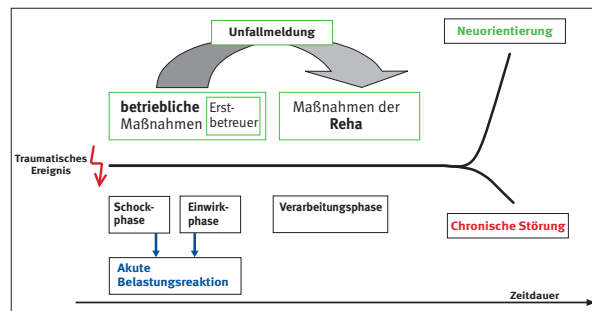 Unfallmeldung
Neuorientierung
betriebliche
Maßnahmen
Erst-
betreuer
Maßnahmen der
Reha
Traumatisches
Ereignis
Schock-
phase
Einwirk-
phase
Verarbeitungsphase
Chronische Störung
Akute
Belastungsreaktion
Zeitdauer